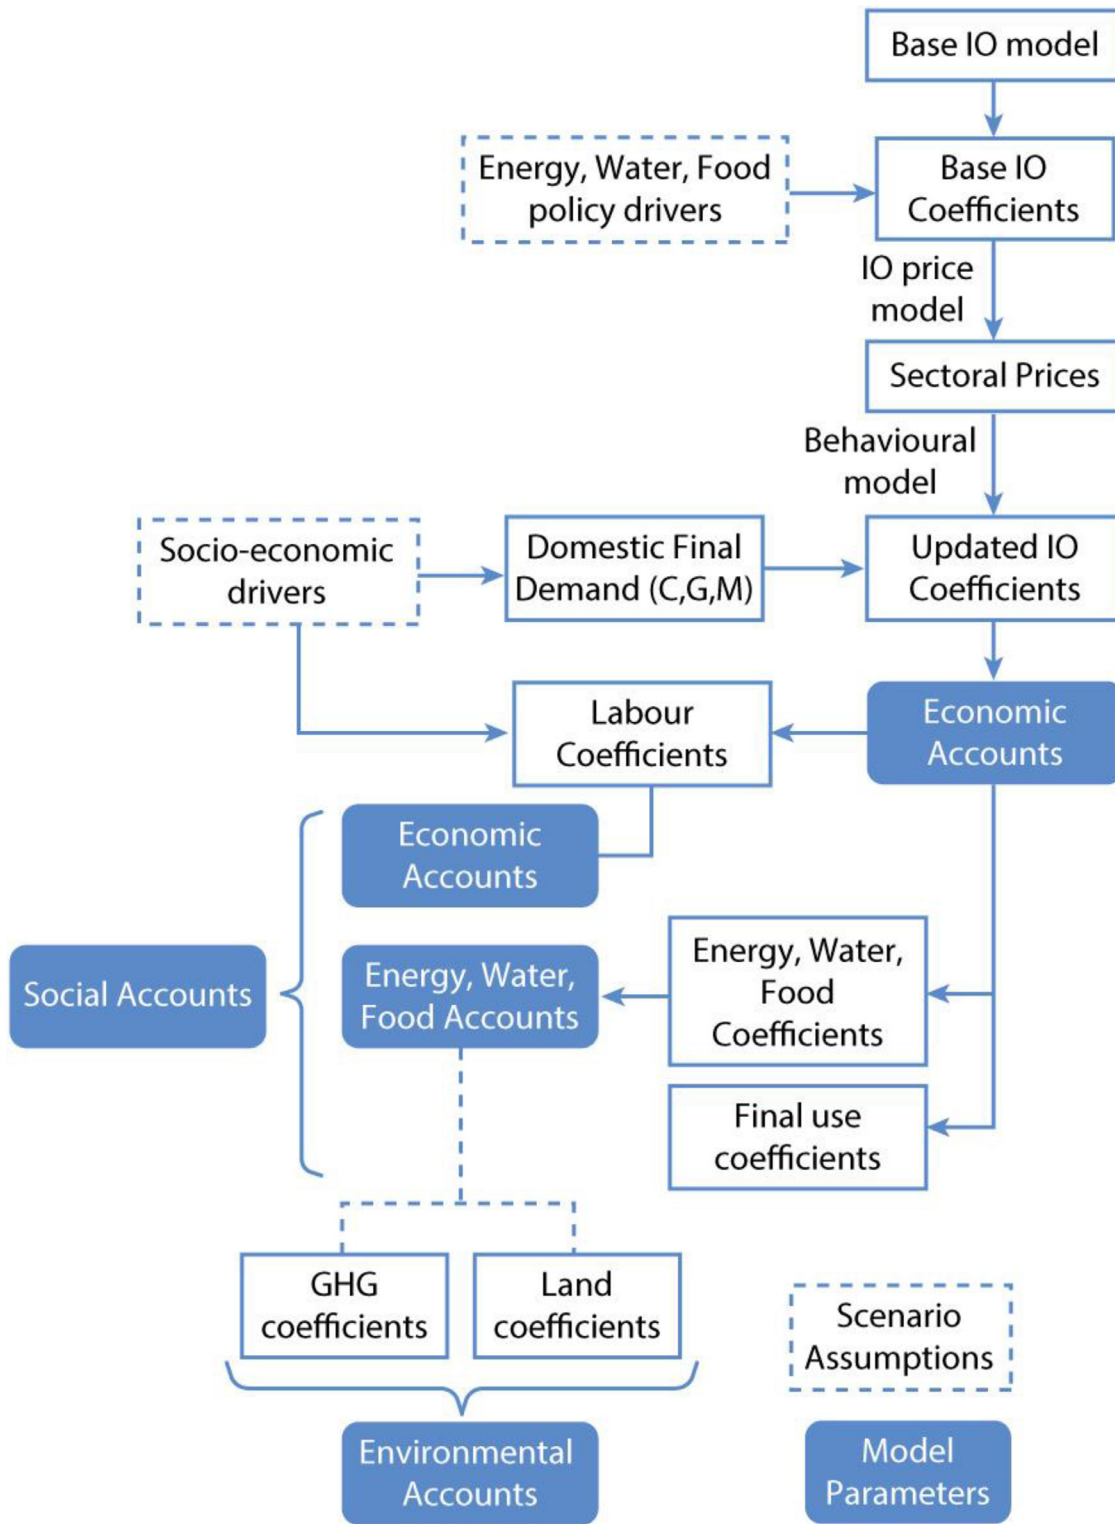 Base IO model
Energy, Water, Food
policy drivers
Base IO
Coefficients
IO price
model
Sectoral Prices
Behavioural
model
Socio-economic
drivers
Domestic Final
Demand (C,G,M)
Updated IO
Coefficients
Labour
Coefficients
Economic
Accounts
Economic
Accounts
Social Accounts
Energy, Water,
Food Accounts
Energy, Water,
Food
Coefficients
Final use
coefficients
GHG
coefficients
Land
coefficients
Scenario
Assumptions
Environmental
Accounts
Model
Parameters